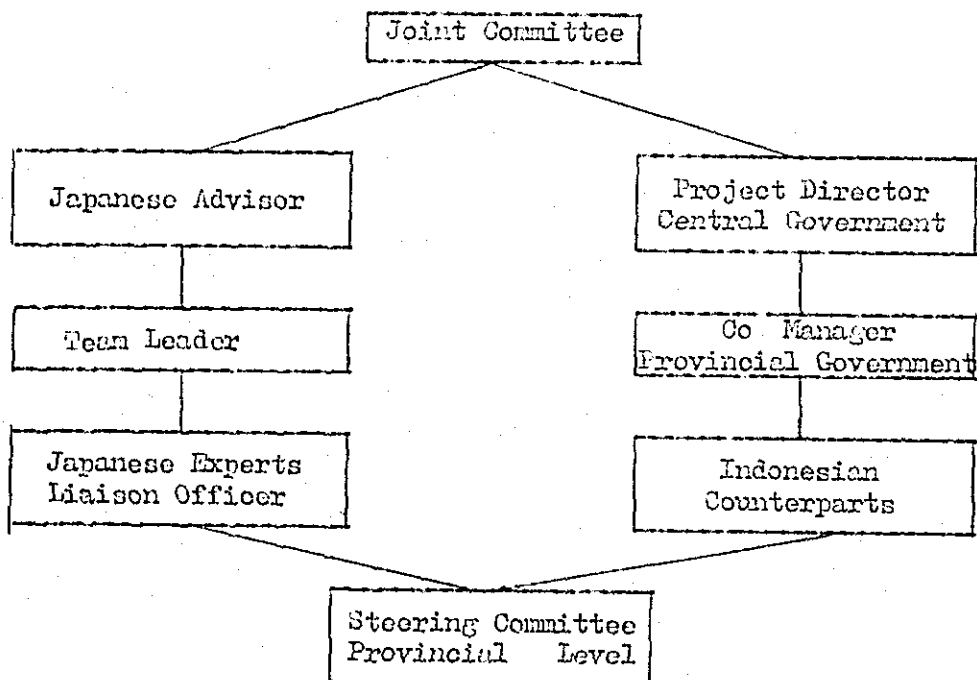 Joint Committee
Japanese Advisor
Project Director
Central Government
Team Leader
Co Manager
Provincial Government
Japanese Experts
Liaison Officer
Indonesian
Counterparts
Steering Committee
Provincial Level